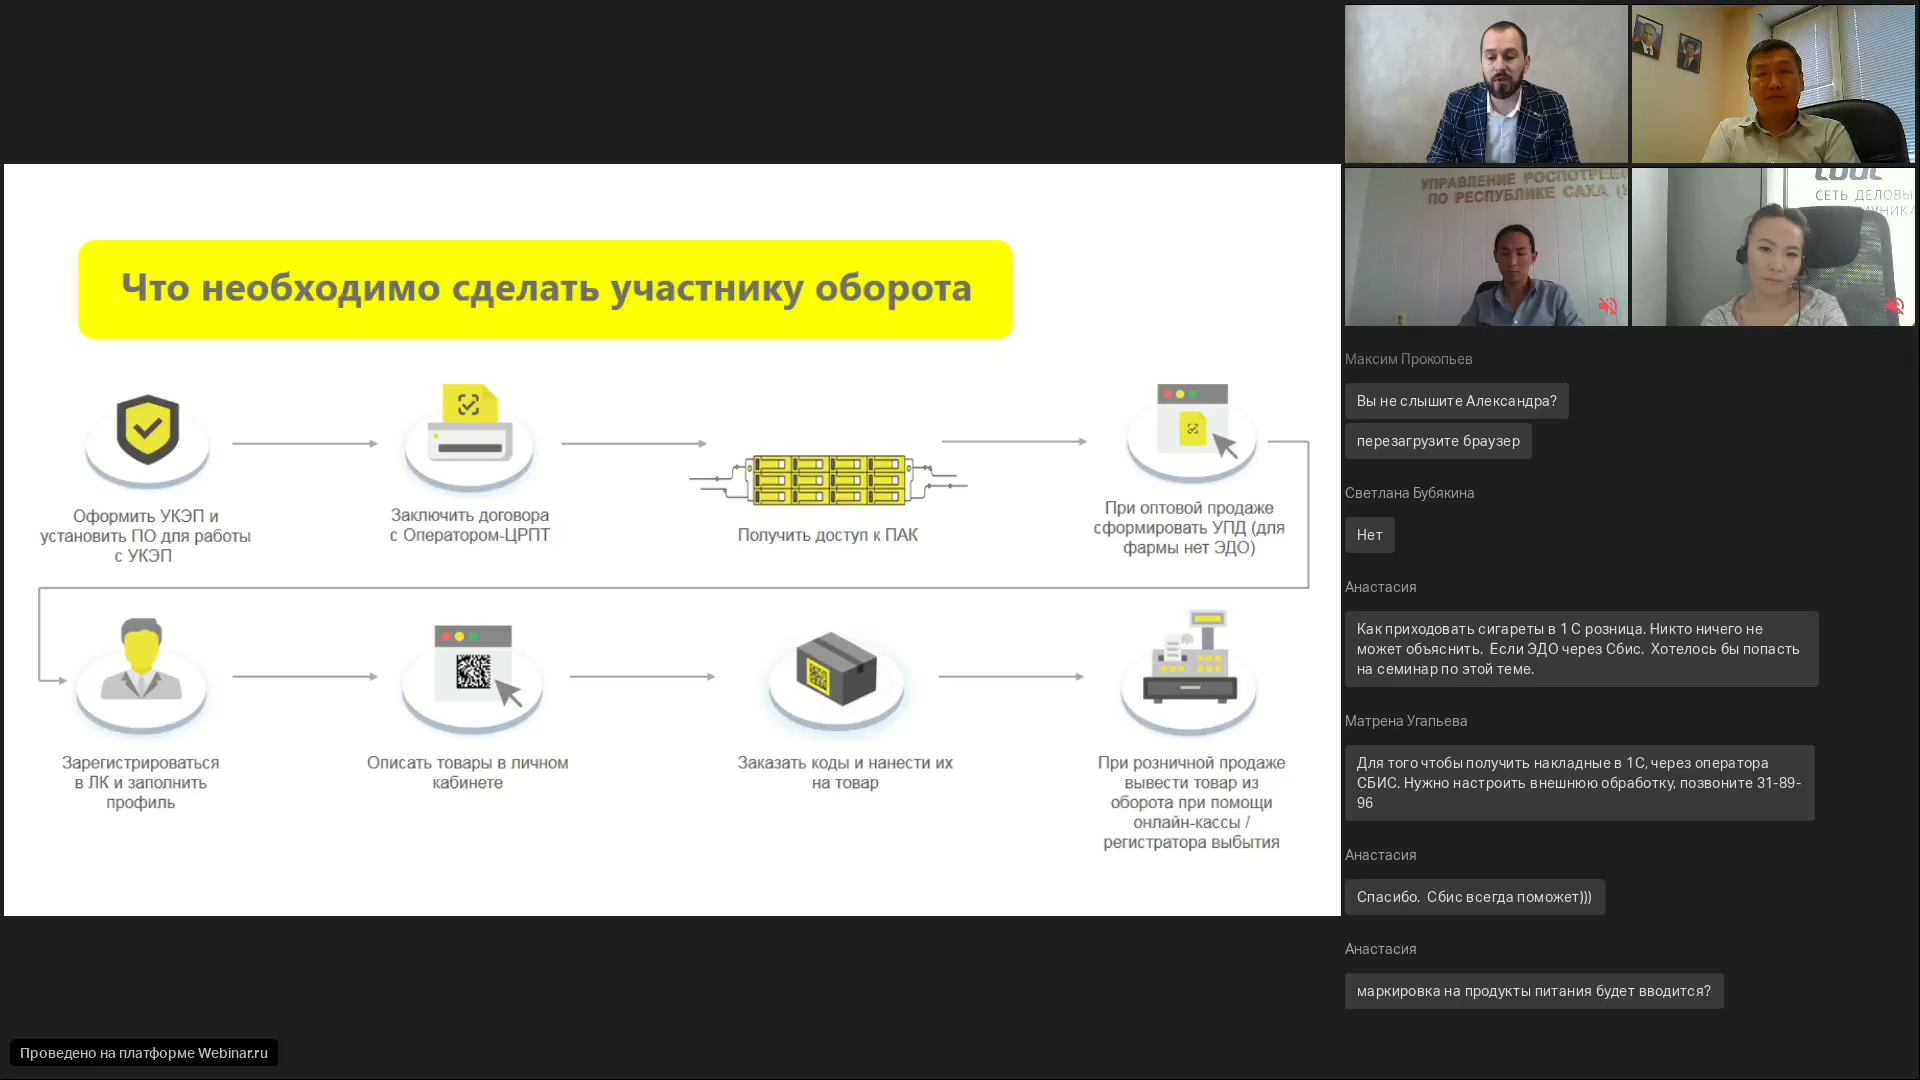 Что необходимо сделать участнику оборота
Оформить УКЭП и
установить ПО для работы
с УКЭП
Заключить договора
с Оператором-ЦРПТ
Получить доступ к ПАК
При оптовой продаже
сформировать УПД (для
фармы нет ЭДО)
Зарегистрироваться
в ЛК и заполнить
профиль
Описать товары в личном
кабинете
Заказать коды и нанести их
на товар
При розничной продаже
вывести товар из
оборота при помощи
онлайн-кассы /
регистратора выбытия
УПРАВЛЕНИЕ
ПО РЕСПУБЛИКЕ САХА
СЕТЬ
Максим Прокопьев
Вы не слышите Александра?
перезагрузите браузер
Светлана Бубякина
Нет
Анастасия
Как приходовать сигареты в 1 С розница. Никто ничего не
может объяснить. Если ЭДО через Сбис. Хотелось бы попасть
на семинар по этой теме.
Матрена Угапьева
Для того чтобы получить накладные в 1С, через оператора
СБИС. Нужно настроить внешнюю обработку, позвоните 31-89-
96
Анастасия
Спасибо. Сбис всегда поможет)))
Анастасия
маркировка на продукты питания будет вводится?
Проведено на платформе Webinar.ru